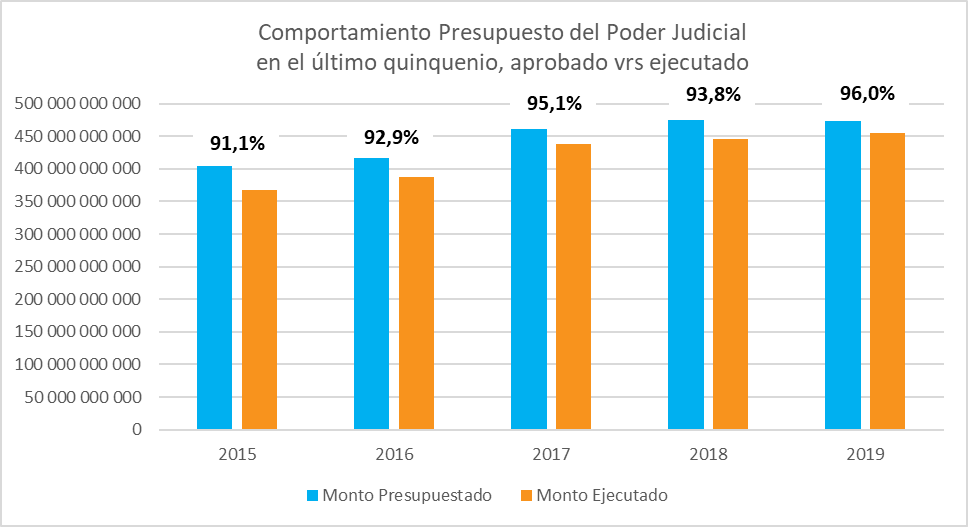 Comportamiento Presupuesto del Poder Judicial
en el último quinquenio, aprobado vrs ejecutado
500 000 000 000
450 000 000 000
400 000 000 000
350 000 000 000
300 000 000 000
250 000 000 000
200 000 000 000
150 000 000 000
100 000 000 000
50 000 000 000
0
91,1%
92,9%
95,1%
93,8%
96,0%
2015
2016
2017
2018
2019
Monto Presupuestado
Monto Ejecutado